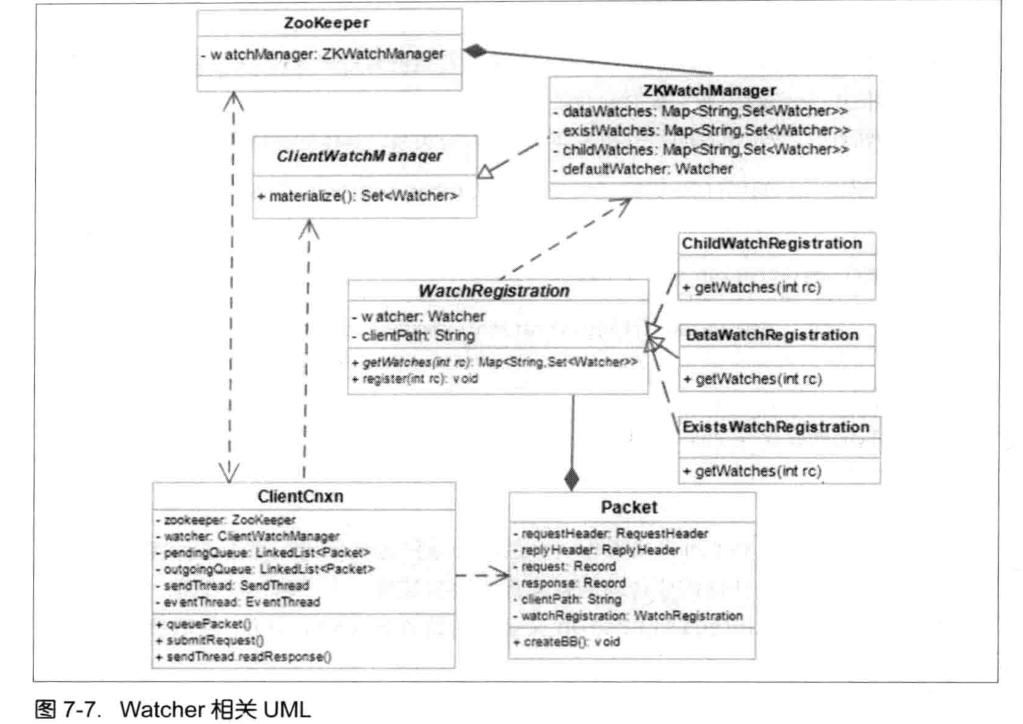 ZooKeeper
- watchManager: ZKWatchManager
ZKWatchManager
- dataWatches: Map<String,Set<Watcher>>
- existWatches: Map<String,Set<Watcher>>
- childWatches: Map<String,Set<Watcher>>
- defaultWatcher: Watcher
ClientWatchManager
+ materialize(): Set<Watcher>
ChildWatchRegistration
+ getWatches(int rc)
WatchRegistration
- watcher: Watcher
- clientPath: String
+ getWatches(int rc): Map<String,Set<Watcher>>
+ register(int rc): void
DataWatchRegistration
+ getWatches(int rc)
ExistsWatchRegistration
+ getWatches(int rc)
ClientCnxn
- zookeeper: ZooKeeper
- watcher: ClientWatchManager
- pendingQueue: LinkedList<Packet>
- outgoingQueue: LinkedList<Packet>
- sendThread: SendThread
- eventThread: EventThread
+ queuePacket()
+ submitRequest()
+ sendThread.readResponse()
Packet
- requestHeader: RequestHeader
- replyHeader: ReplyHeader
- request: Record
- response: Record
- clientPath: String
- watchRegistration: WatchRegistration
+ createBB(): void
图 7-7. Watcher 相关 UML